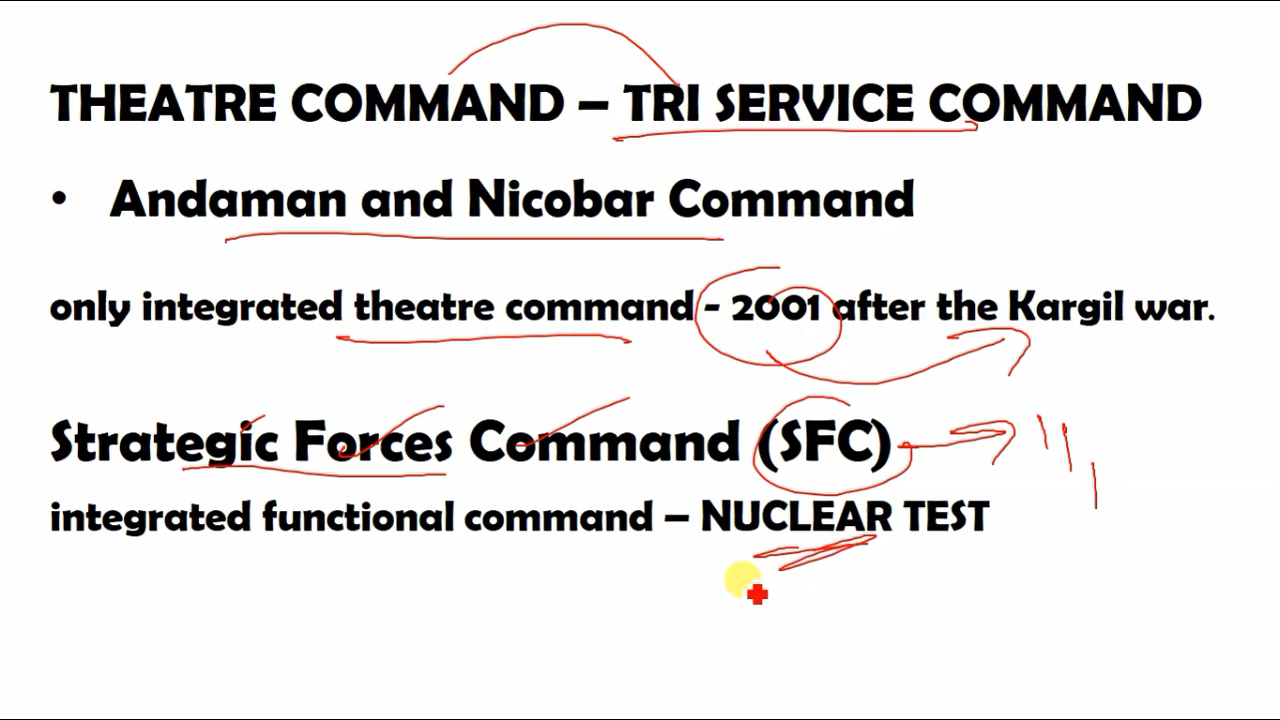 THEATRE COMMAND – TRI SERVICE COMMAND
• Andaman and Nicobar Command
only integrated theatre command - 2001 after the Kargil war.
Strategic Forces Command (SFC)
integrated functional command – NUCLEAR TEST